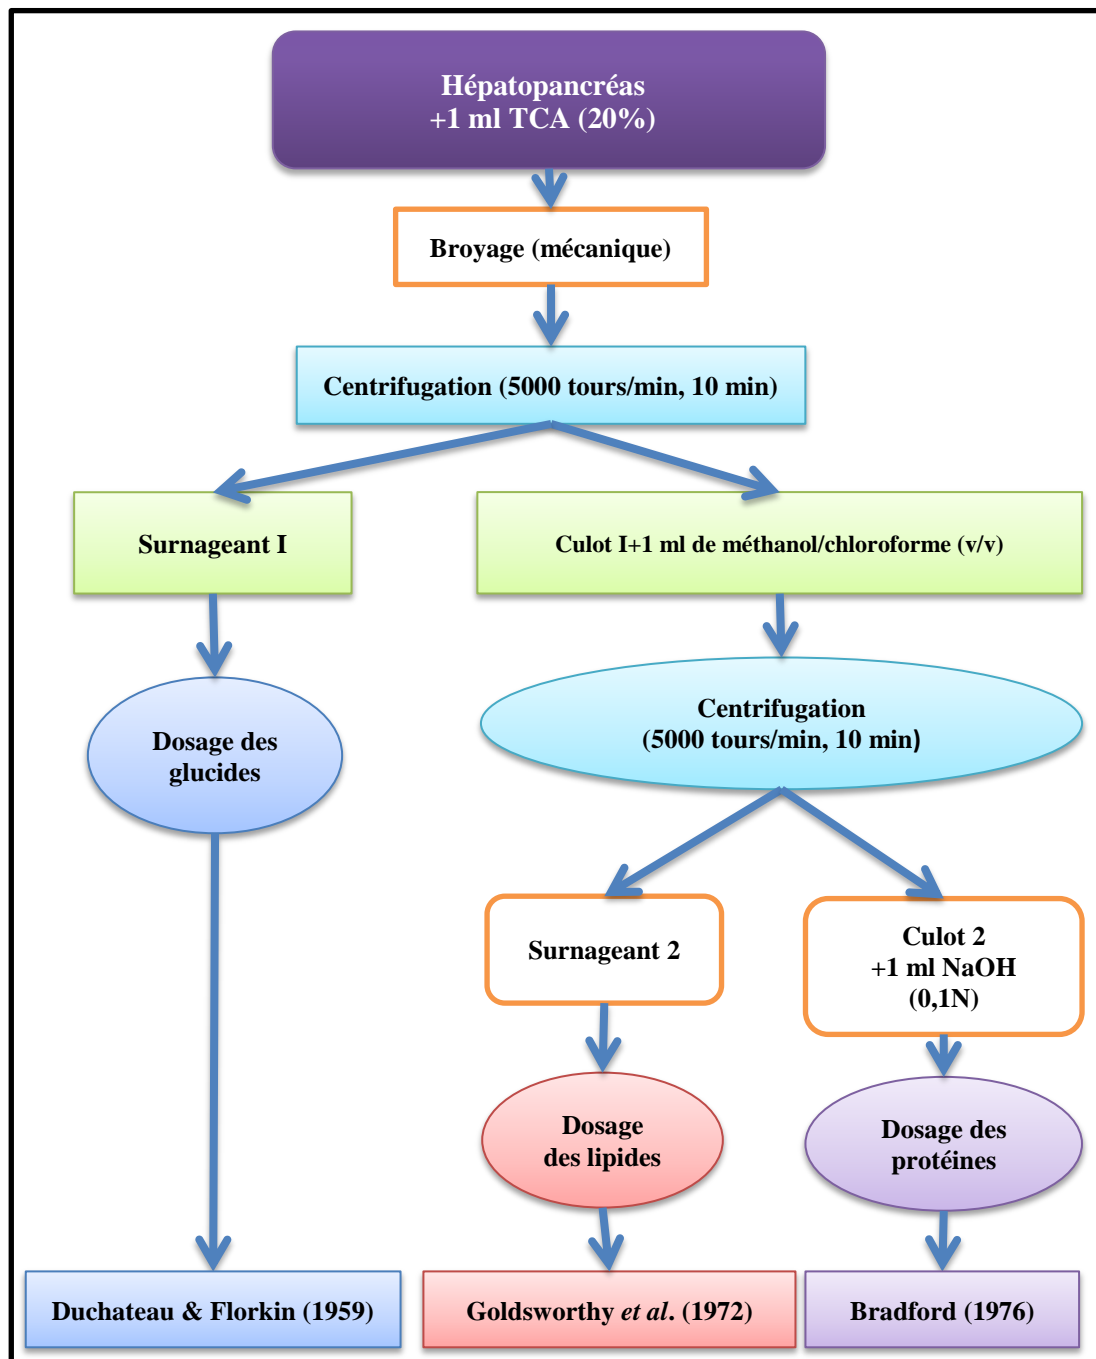 Hépatopancréas
+1 ml TCA (20%)
Broyage (mécanique)
Centrifugation (5000 tours/min, 10 min)
Surnageant I
Culot I+1 ml de méthanol/chloroforme (v/v)
Dosage des
glucides
Centrifugation
(5000 tours/min, 10 min)
Surnageant 2
Culot 2
+1 ml NaOH
(0,1N)
Dosage
des lipides
Dosage des
protéines
Duchateau & Florkin (1959)
Goldsworthy et al. (1972)
Bradford (1976)